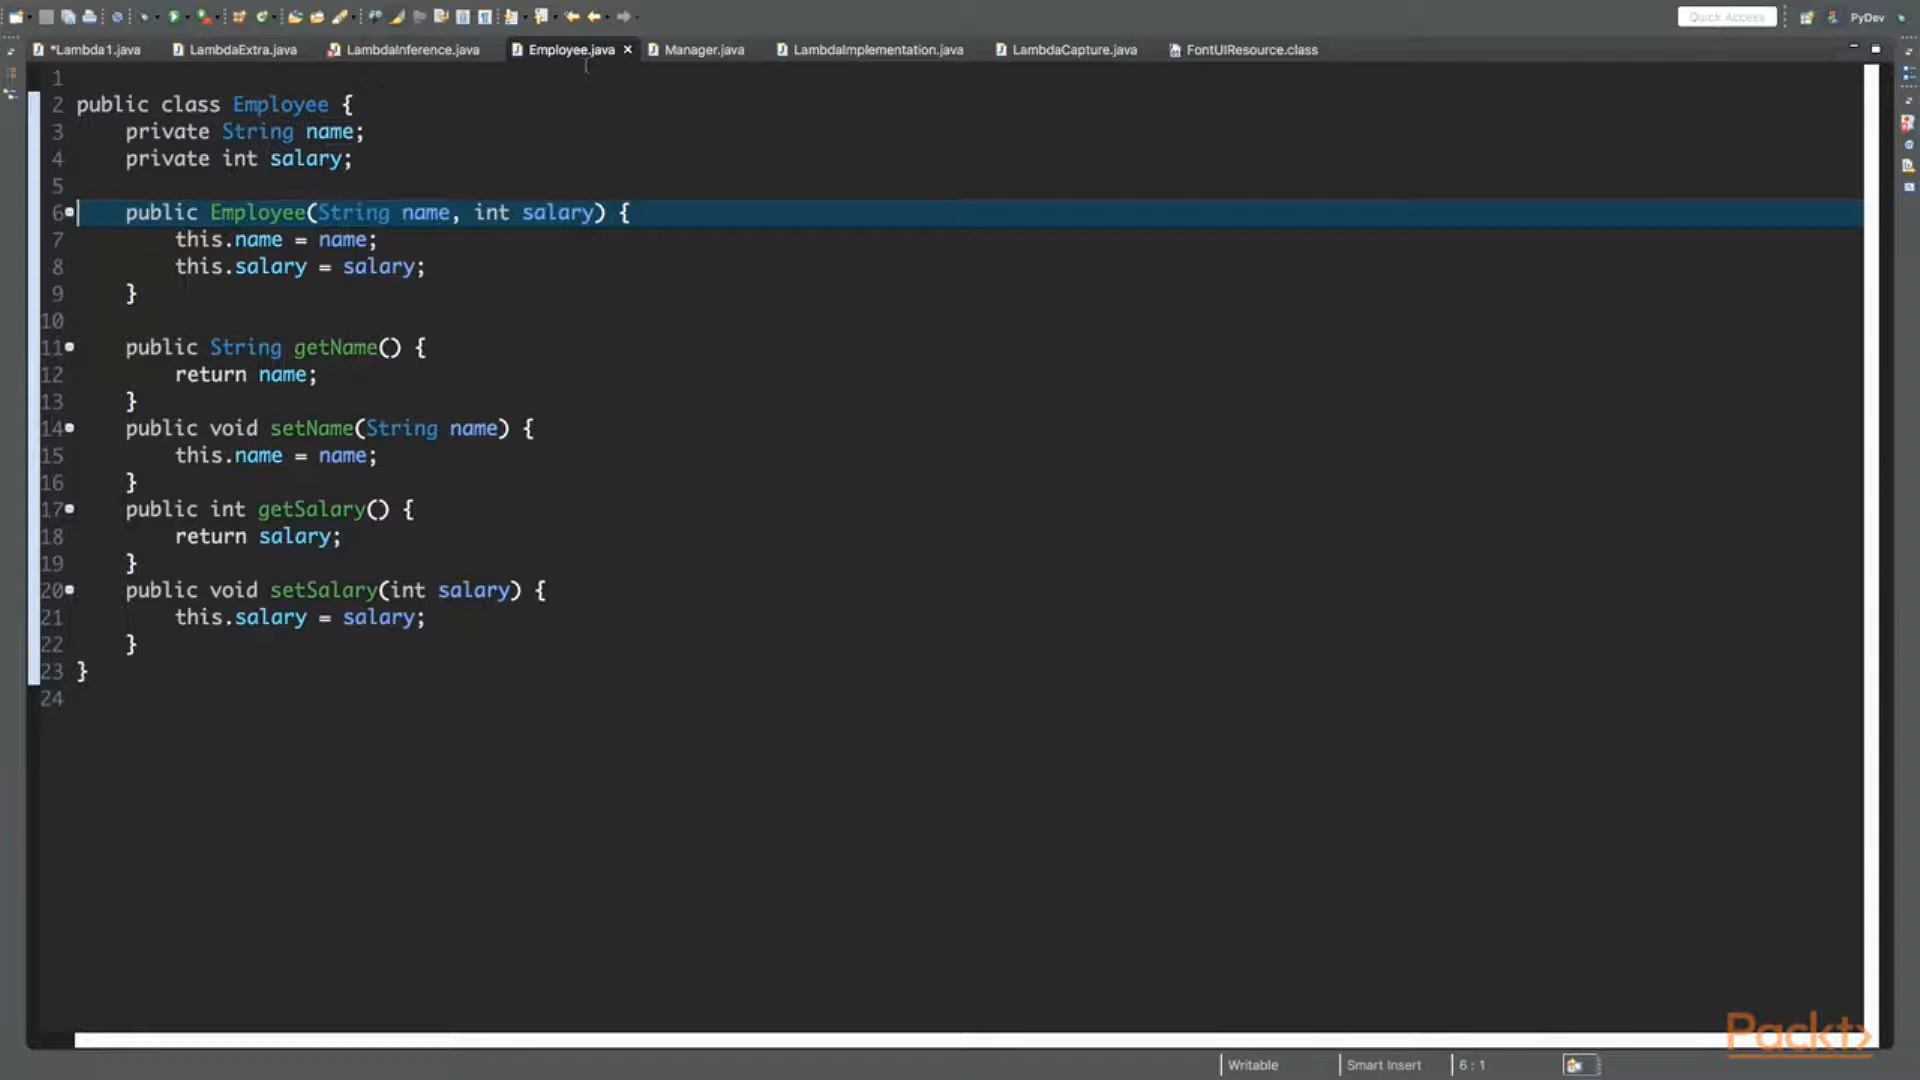 Quick Access
PyDev
*Lambda1.java
LambdaExtra.java
LambdaInference.java
Employee.java
Manager.java
LambdaImplementation.java
LambdaCapture.java
FontUIResource.class
1
2 public class Employee {
3 private String name;
4 private int salary;
5
6 public Employee(String name, int salary) {
7 this.name = name;
8 this.salary = salary;
9 }
10
11 public String getName() {
12 return name;
13 }
14 public void setName(String name) {
15 this.name = name;
16 }
17 public int getSalary() {
18 return salary;
19 }
20 public void setSalary(int salary) {
21 this.salary = salary;
22 }
23 }
24
Packt>
Writable
Smart Insert
6 : 1